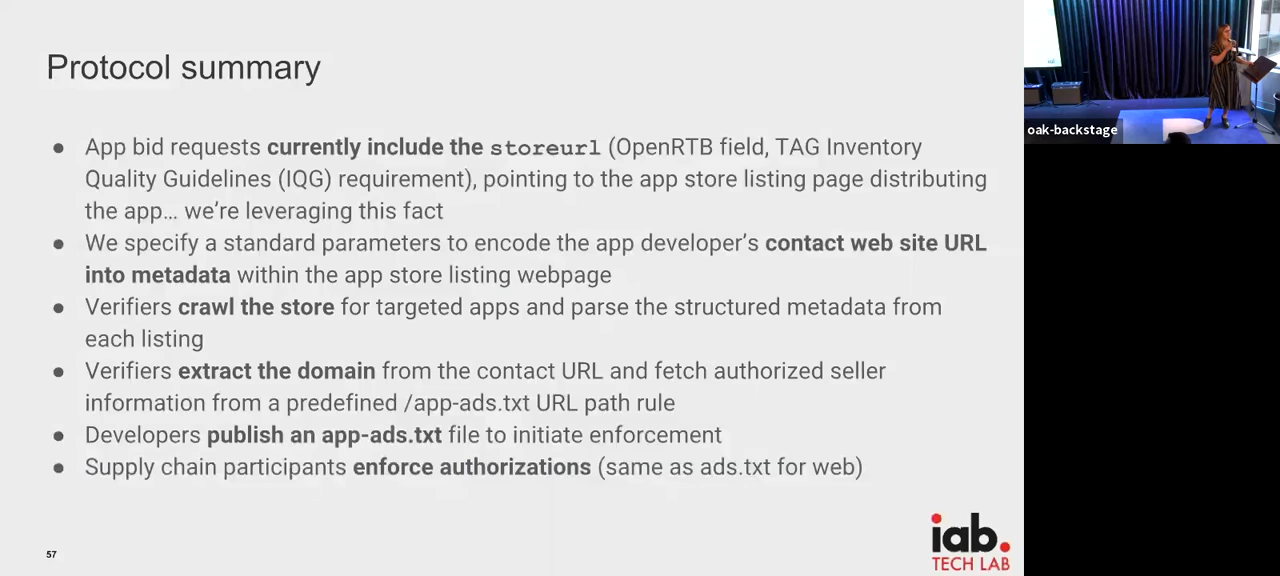 Protocol summary
● App bid requests currently include the storeurl (OpenRTB field, TAG Inventory
Quality Guidelines (IQG) requirement), pointing to the app store listing page distributing
the app… we're leveraging this fact
● We specify a standard parameters to encode the app developer's contact web site URL
into metadata within the app store listing webpage
● Verifiers crawl the store for targeted apps and parse the structured metadata from
each listing
● Verifiers extract the domain from the contact URL and fetch authorized seller
information from a predefined /app-ads.txt URL path rule
● Developers publish an app-ads.txt file to initiate enforcement
● Supply chain participants enforce authorizations (same as ads.txt for web)
57
iab.
TECH LAB
oak-backstage